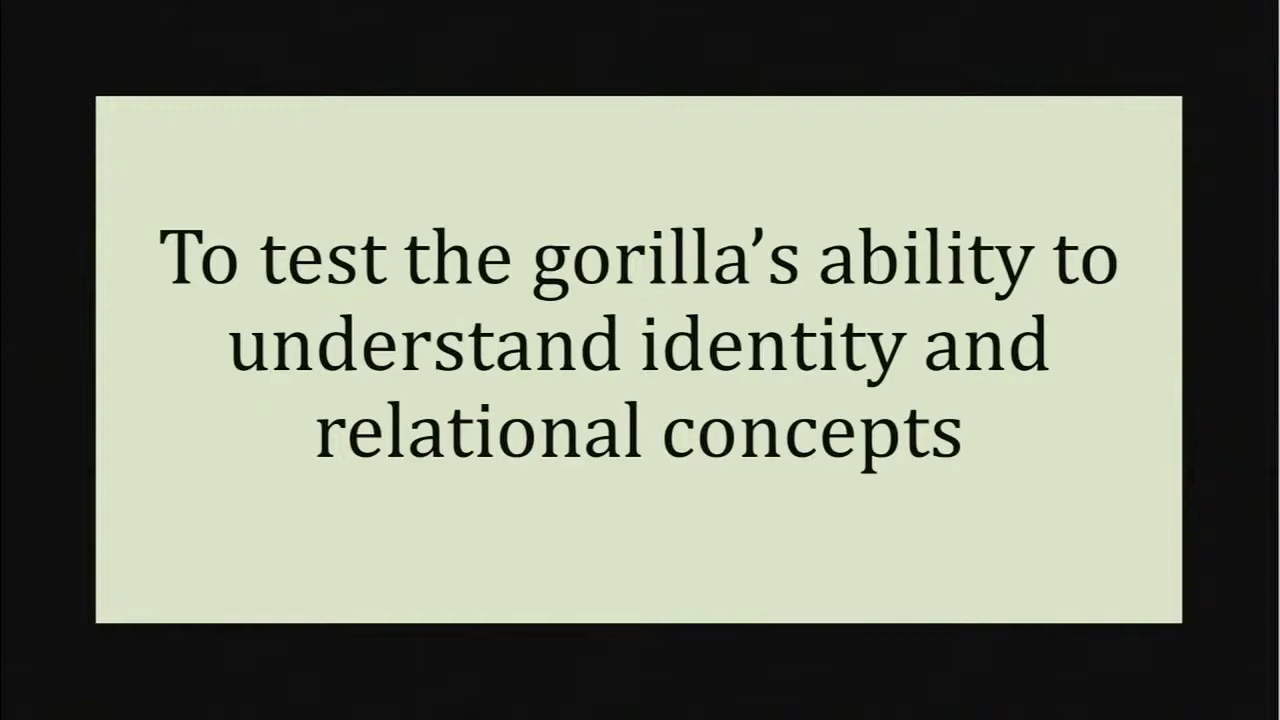 To test the gorilla’s ability to
understand identity and
relational concepts